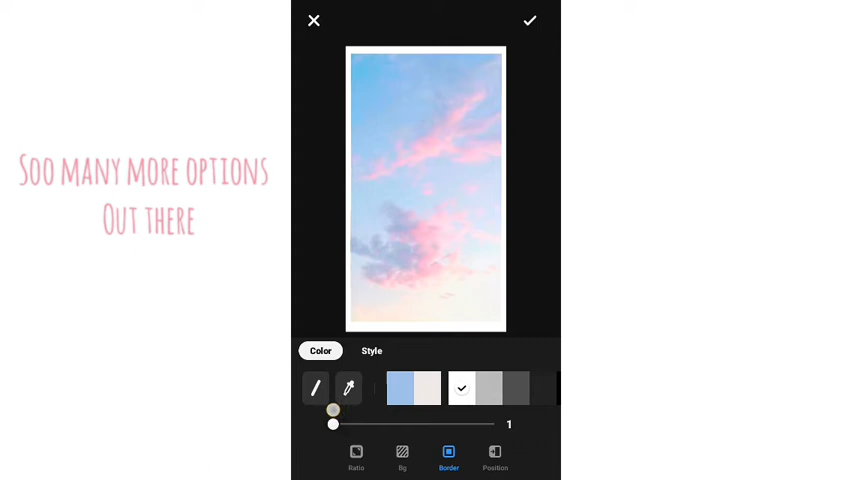 Soo many more options
Out there
Color
Style
1
Ratio
Bg
Border
Position